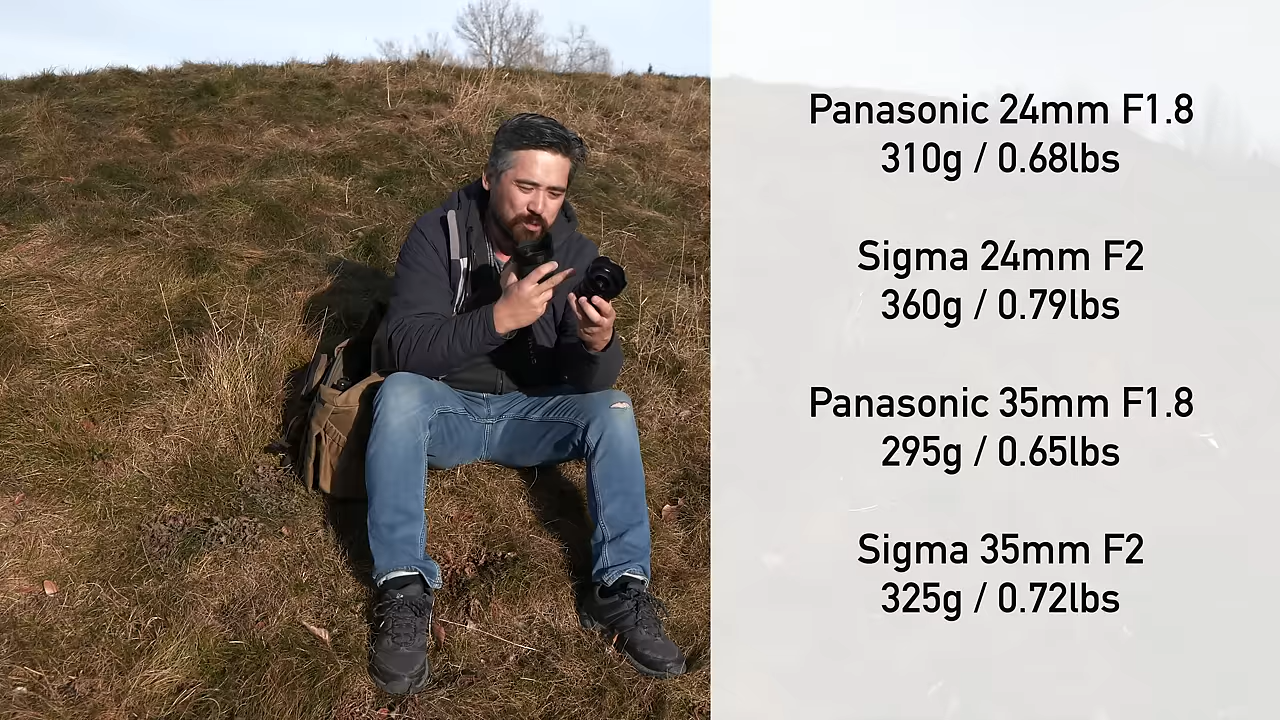 Panasonic 24mm F1.8
310g / 0.68lbs
Sigma 24mm F2
360g / 0.79lbs
Panasonic 35mm F1.8
295g / 0.65lbs
Sigma 35mm F2
325g / 0.72lbs